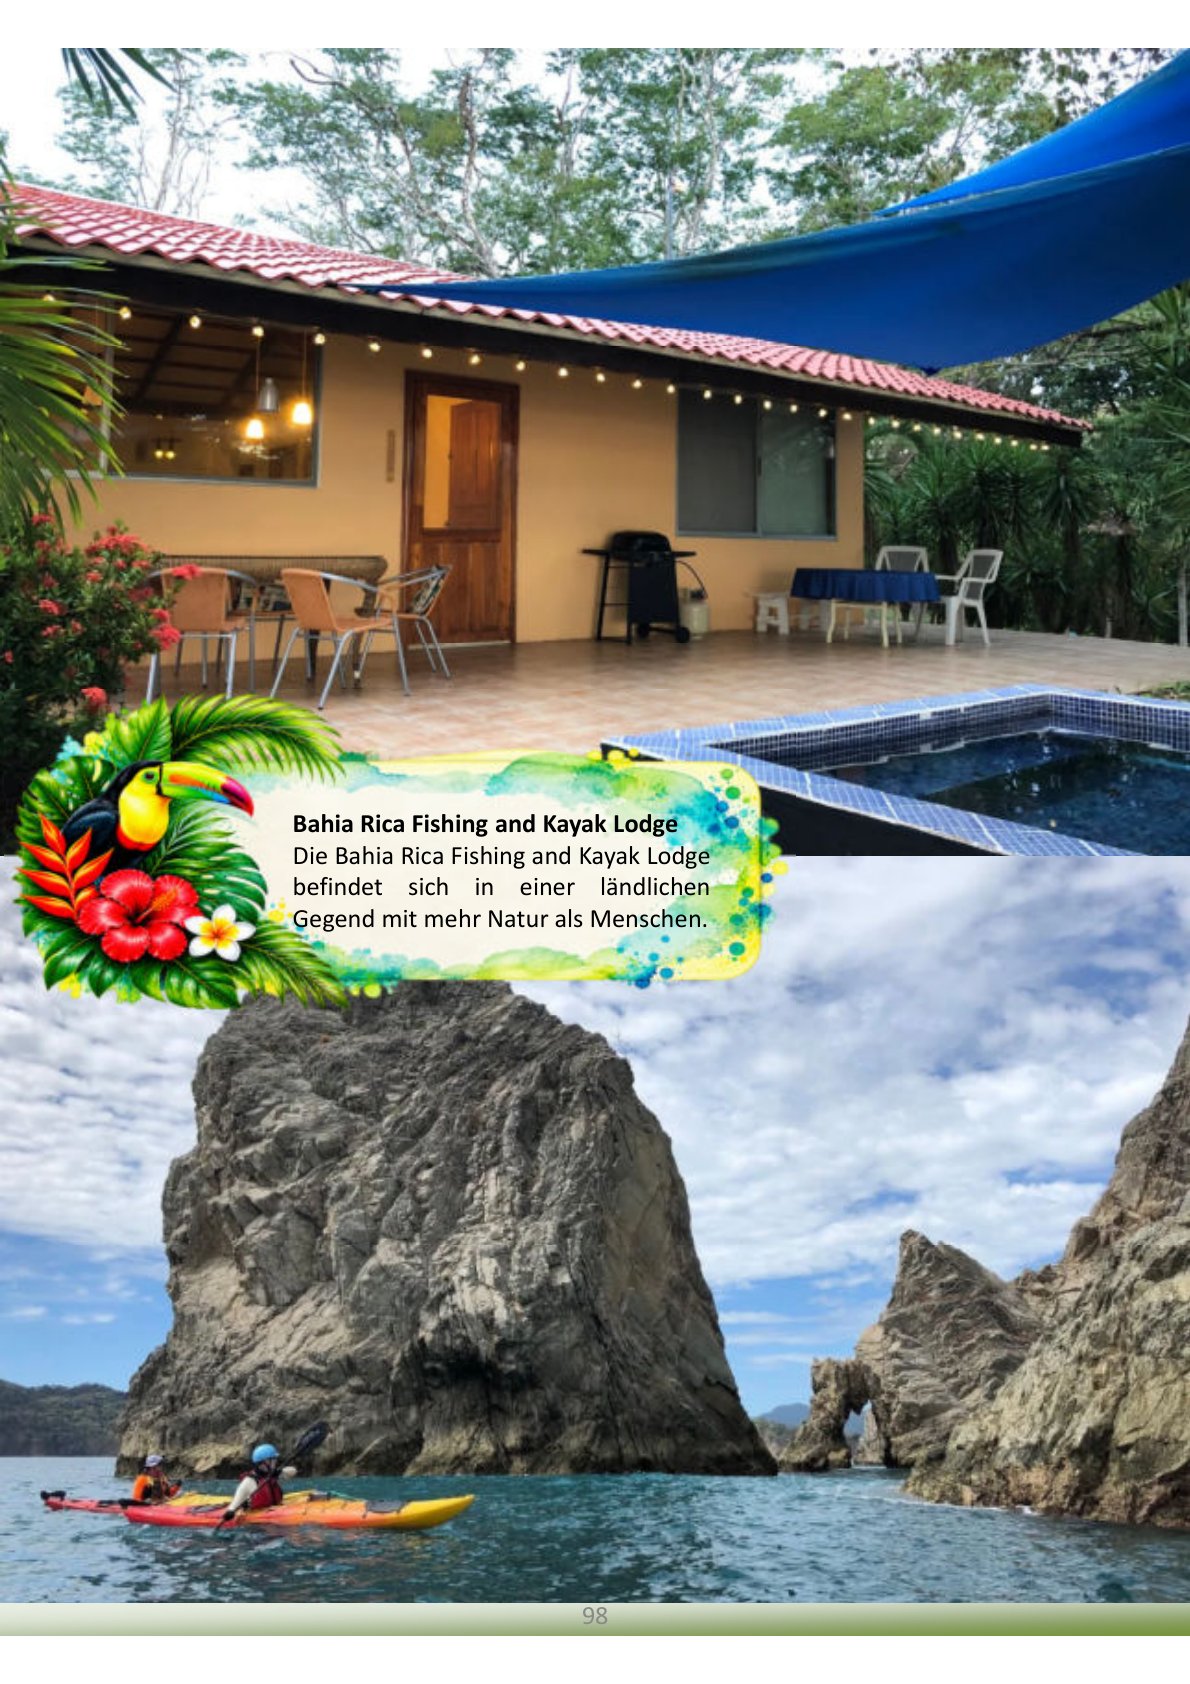 Bahia Rica Fishing and Kayak Lodge
Die Bahia Rica Fishing and Kayak Lodge
befindet sich in einer ländlichen
Gegend mit mehr Natur als Menschen.
98